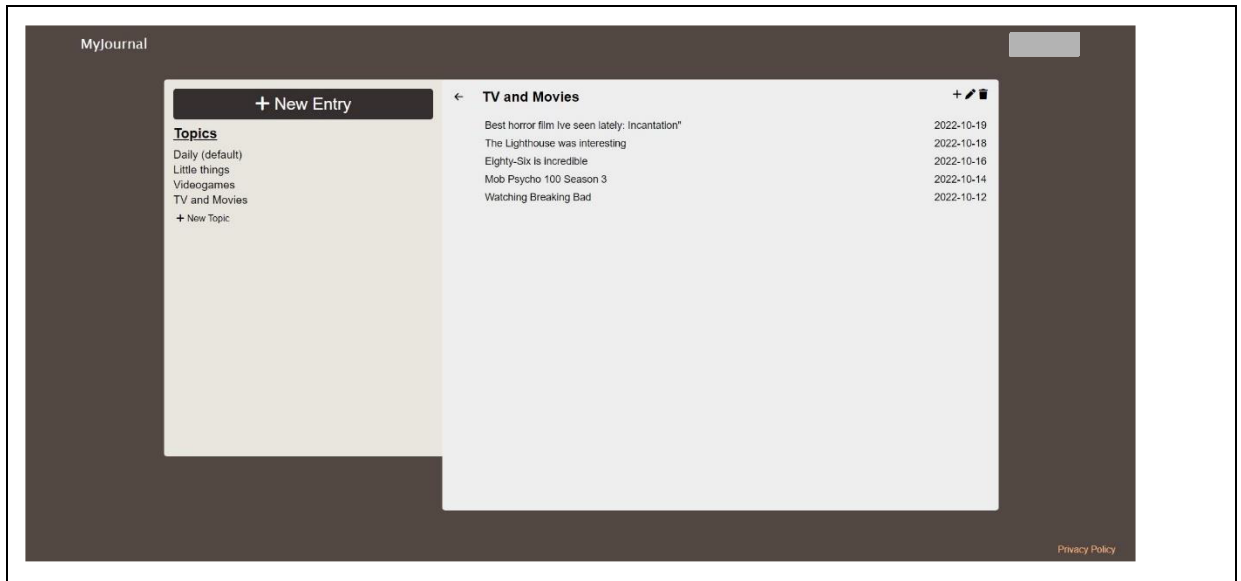 MyJournal
+ New Entry
Topics
Daily (default)
Little things
Videogames
TV and Movies
+ New Topic
← TV and Movies +
Best horror film Ive seen lately: Incantation" 2022-10-19
The Lighthouse was interesting 2022-10-18
Eighty-Six is incredible 2022-10-16
Mob Psycho 100 Season 3 2022-10-14
Watching Breaking Bad 2022-10-12
Privacy Policy